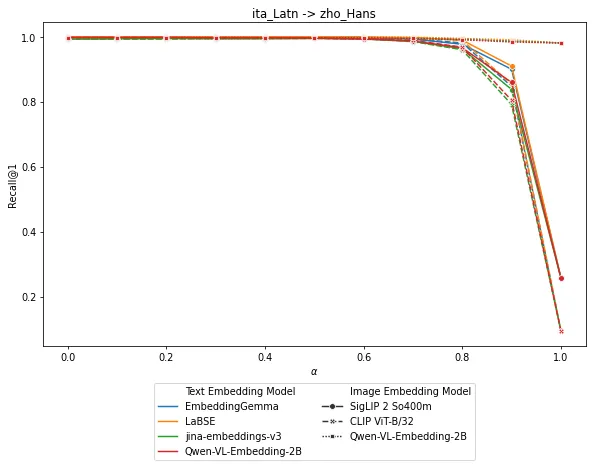 ita_Latn -> zho_Hans
Recall@1
1.0
0.8
0.6
0.4
0.2
0.0 0.2 0.4 0.6 0.8 1.0
α
Text Embedding Model Image Embedding Model
EmbeddingGemma SigLIP 2 So400m
LaBSE CLIP ViT-B/32
jina-embeddings-v3 Qwen-VL-Embedding-2B
Qwen-VL-Embedding-2B